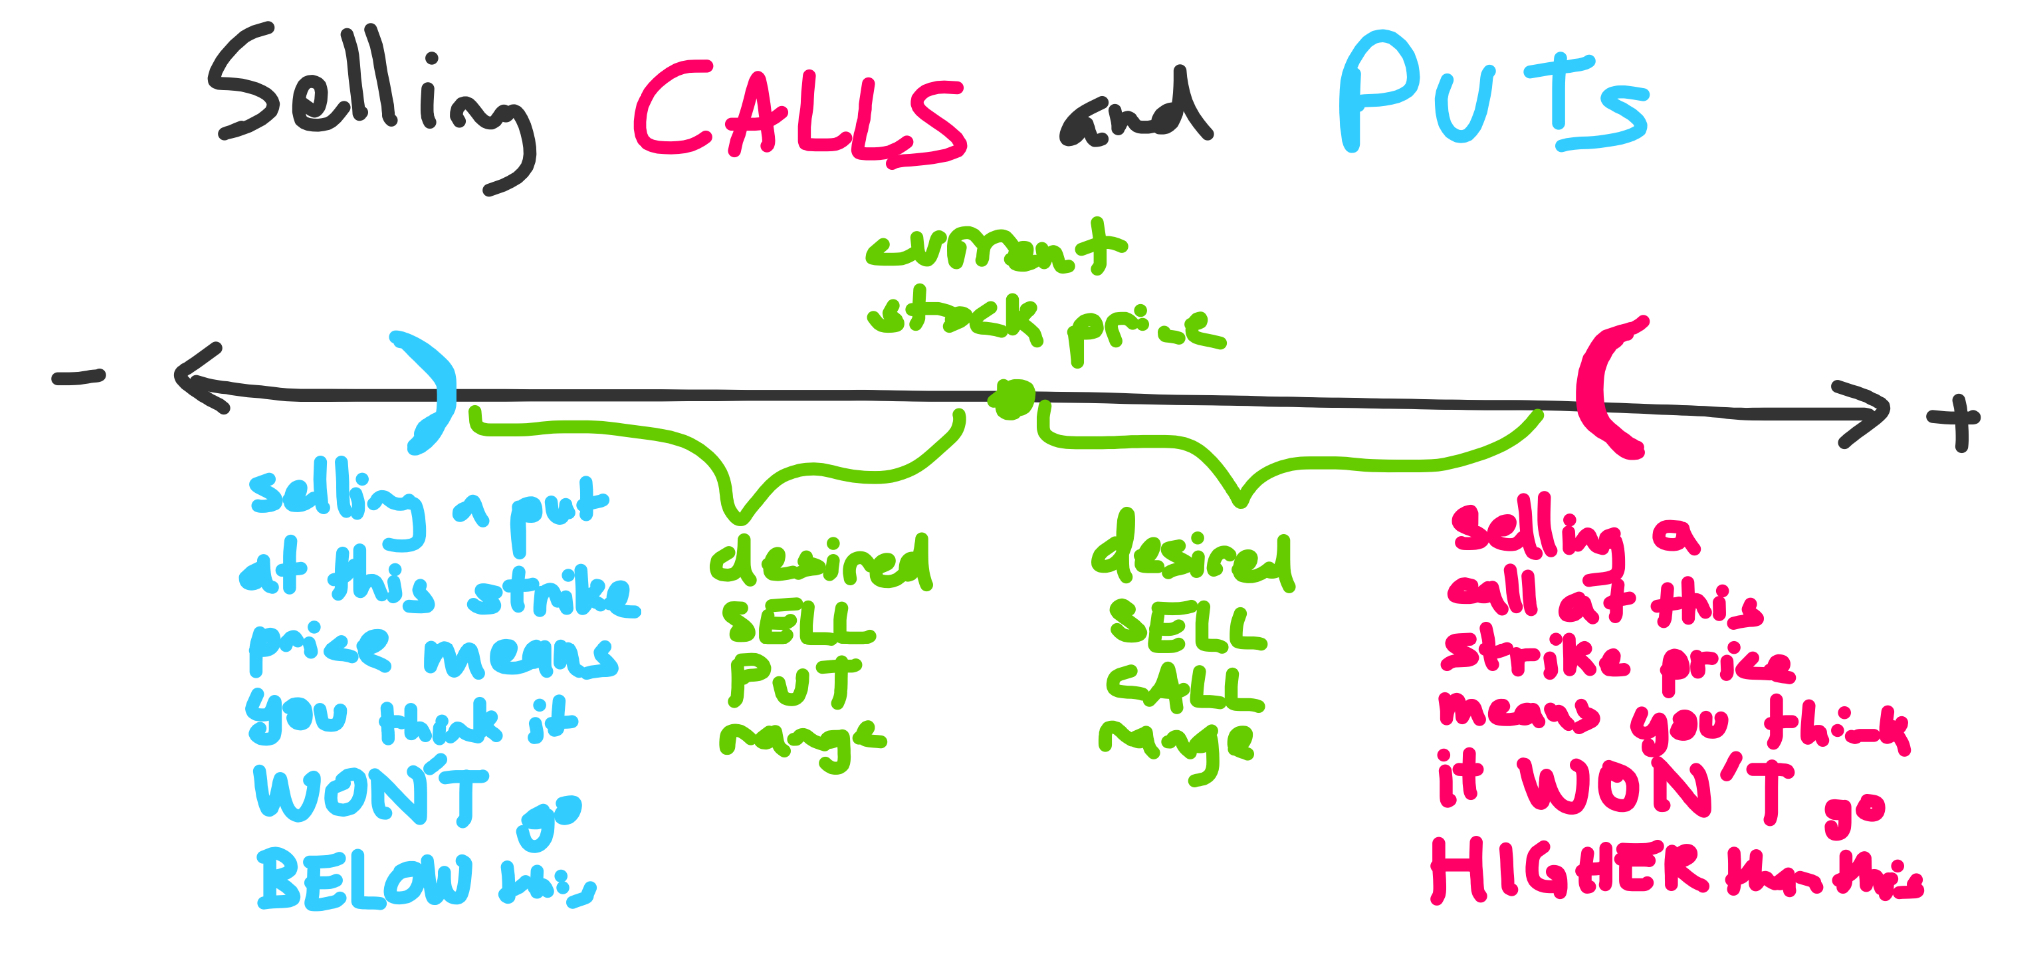 Selling CALLS and PUTS
current
stock price
-
+
selling a put
at this strike
price means
you think it
WON'T go
BELOW this
desired
SELL
PUT
range
desired
SELL
CALL
range
selling a
call at this
strike price
means you think
it WON'T go
HIGHER than this